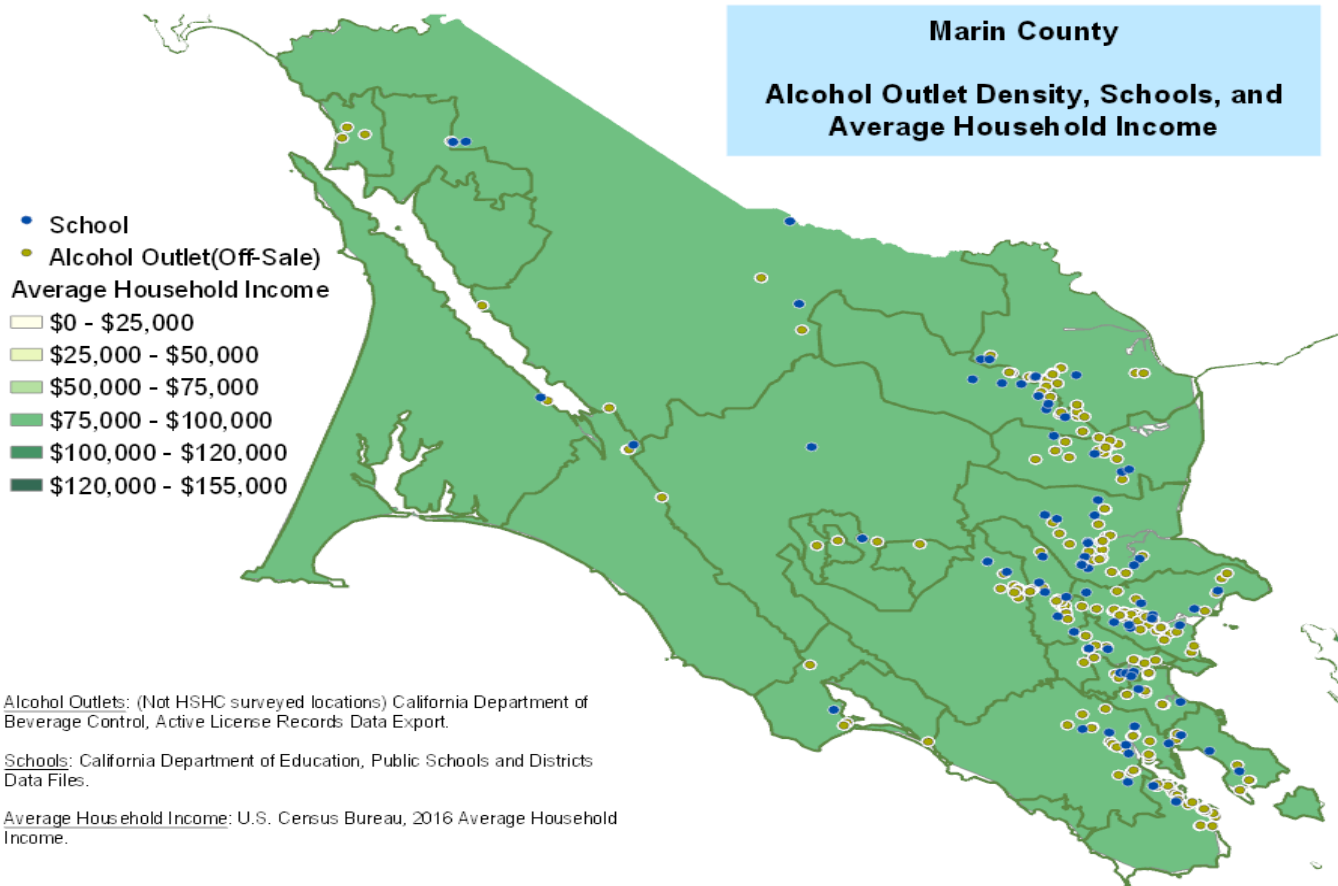 Marin County
Alcohol Outlet Density, Schools, and
Average Household Income
School
Alcohol Outlet(Off-Sale)
Average Household Income
$0 - $25,000
$25,000 - $50,000
$50,000 - $75,000
$75,000 - $100,000
$100,000 - $120,000
$120,000 - $155,000
Alcohol Outlets: (Not HSHC surveyed locations) California Department of
Beverage Control, Active License Records Data Export.
Schools: California Department of Education, Public Schools and Districts
Data Files.
Average Household Income: U.S. Census Bureau, 2016 Average Household
Income.